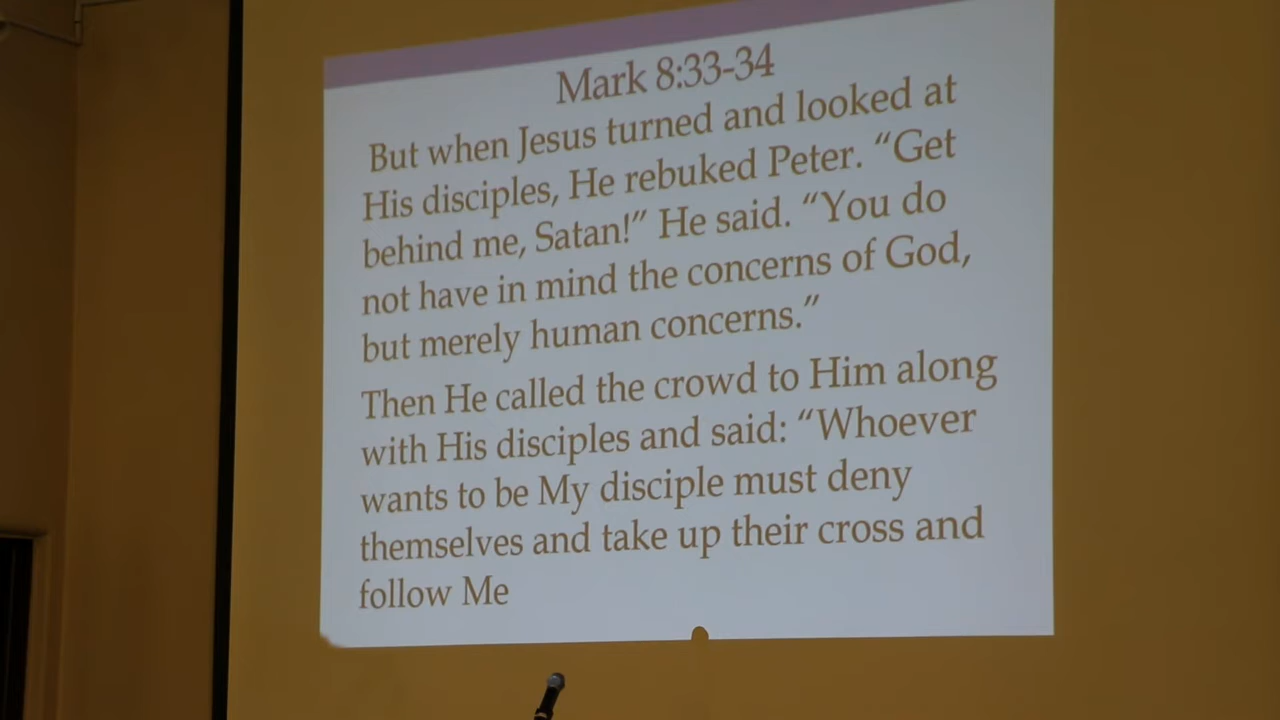 Mark 8:33-34
But when Jesus turned and looked at
His disciples, He rebuked Peter. “Get
behind me, Satan!” He said. “You do
not have in mind the concerns of God,
but merely human concerns.”
Then He called the crowd to Him along
with His disciples and said: “Whoever
wants to be My disciple must deny
themselves and take up their cross and
follow Me